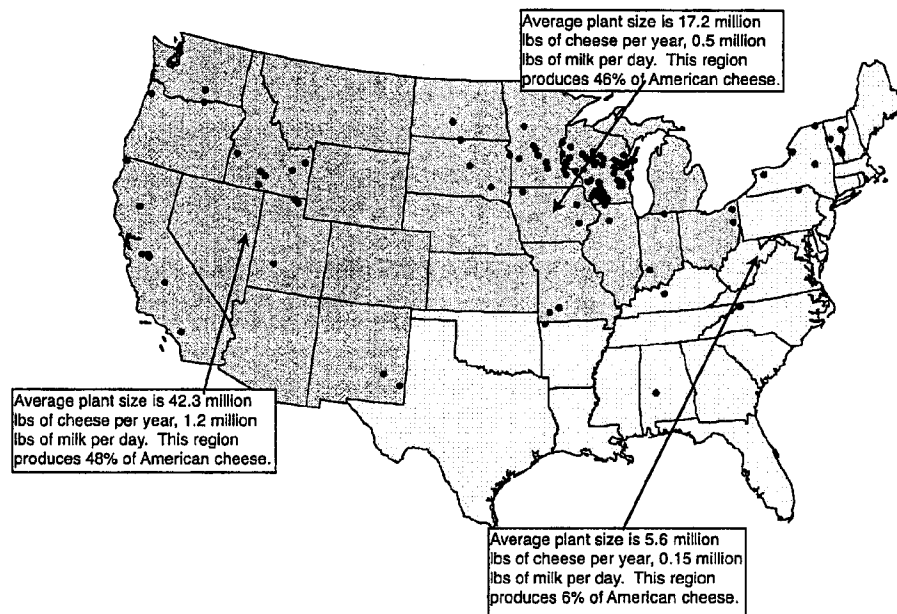 Average plant size is 17.2 million
lbs of cheese per year, 0.5 million
lbs of milk per day. This region
produces 46% of American cheese.
Average plant size is 42.3 million
lbs of cheese per year, 1.2 million
lbs of milk per day. This region
produces 48% of American cheese.
Average plant size is 5.6 million
lbs of cheese per year, 0.15 million
lbs of milk per day. This region
produces 6% of American cheese.